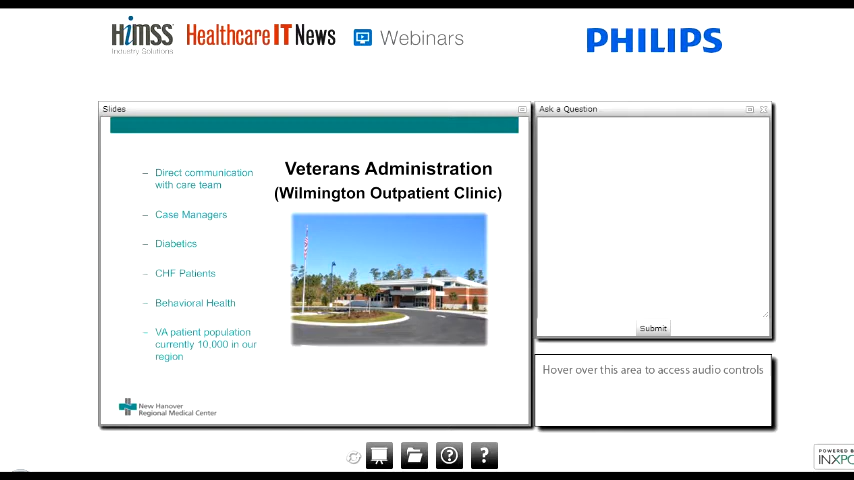 HiMSS
Industry Solutions
Healthcare IT News
Webinars
PHILIPS
Slides
Veterans Administration
(Wilmington Outpatient Clinic)
– Direct communication
with care team
– Case Managers
– Diabetics
– CHF Patients
– Behavioral Health
– VA patient population
currently 10,000 in our
region
New Hanover
Regional Medical Center
Ask a Question
Submit
Hover over this area to access audio controls
?
?
POWERED B
INXPO